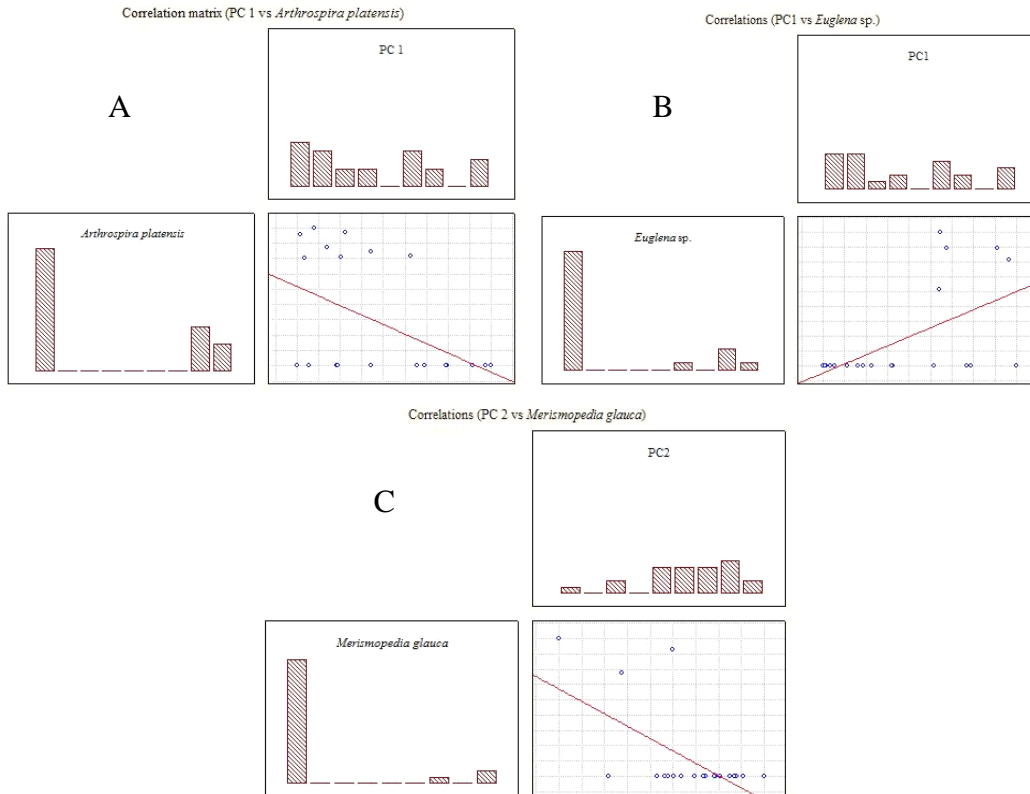 Correlation matrix (PC 1 vs Arthrospira platensis)
PC 1
A
Arthrospira platensis
Correlations (PC1 vs Euglena sp.)
PC1
B
Euglena sp.
Correlations (PC 2 vs Merismopedia glauca)
PC2
C
Merismopedia glauca